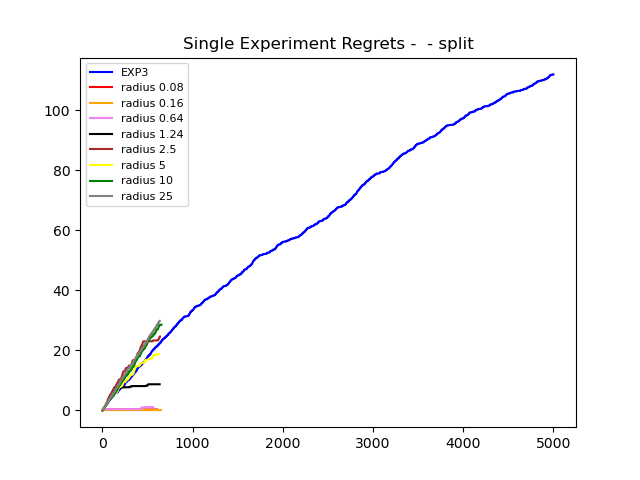 Single Experiment Regrets -  - split
EXP3
radius 0.08
radius 0.16
radius 0.64
radius 1.24
radius 2.5
radius 5
radius 10
radius 25
100
80
60
40
20
0
0 1000 2000 3000 4000 5000